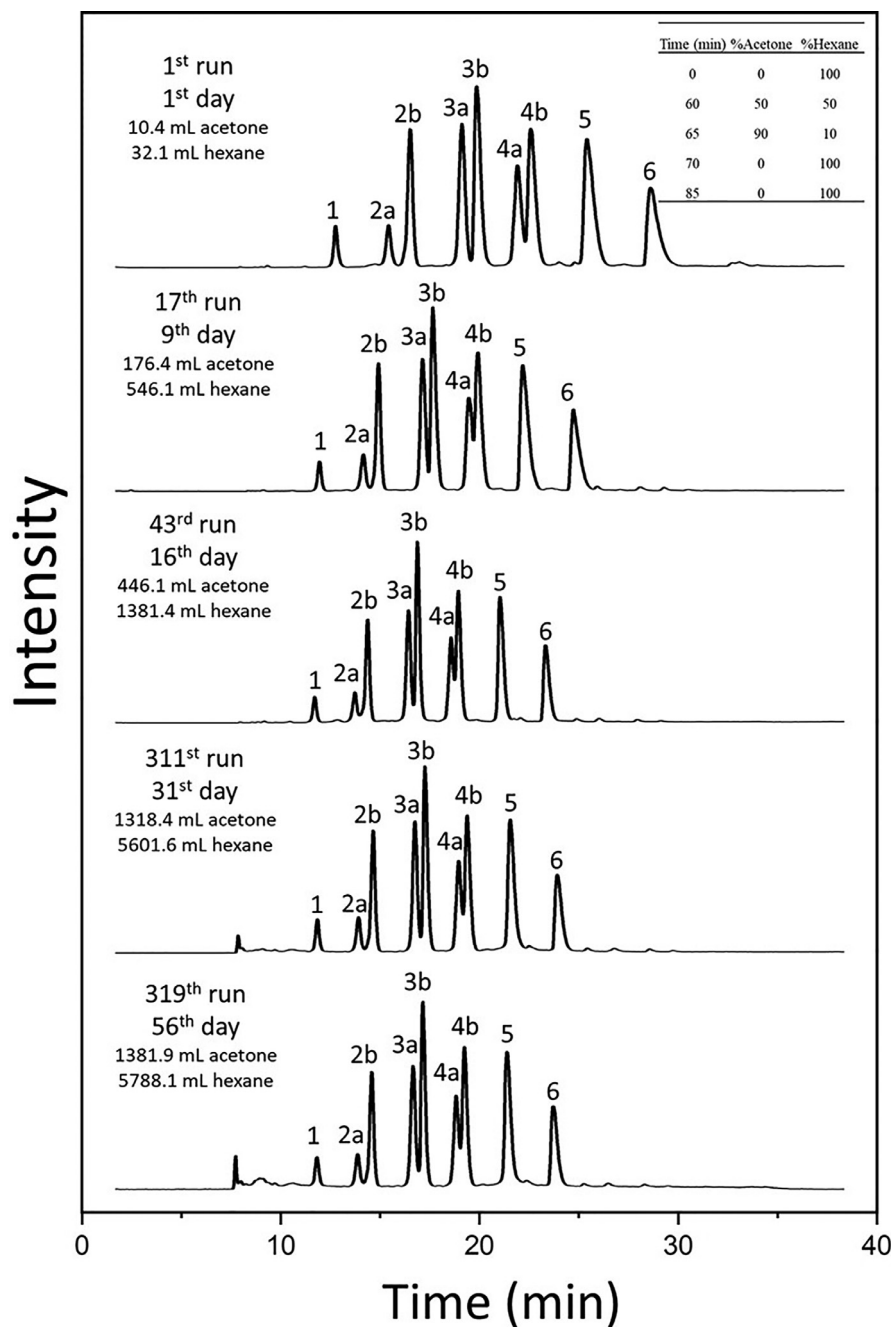 Time (min) %Acetone %Hexane
0 0 100
60 50 50
65 90 10
70 0 100
85 0 100
1st run
1st day
10.4 mL acetone
32.1 mL hexane
1 2a 2b 3a 3b 4a 4b 5 6
17th run
9th day
176.4 mL acetone
546.1 mL hexane
1 2a 2b 3a 3b 4a 4b 5 6
43rd run
16th day
446.1 mL acetone
1381.4 mL hexane
1 2a 2b 3a 3b 4a 4b 5 6
311st run
31st day
1318.4 mL acetone
5601.6 mL hexane
1 2a 2b 3a 3b 4a 4b 5 6
319th run
56th day
1381.9 mL acetone
5788.1 mL hexane
1 2a 2b 3a 3b 4a 4b 5 6
Intensity
0 10 20 30 40
Time (min)